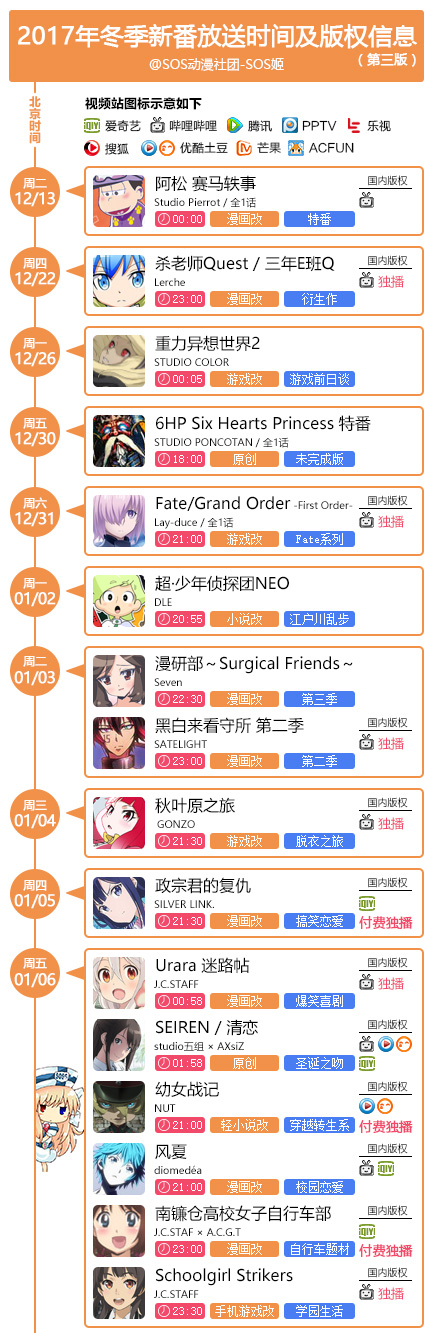 2017年冬季新番放送时间及版权信息
@SOS动漫社团-SOS姬
（第三版）
北京时间
视频站图标示意如下
iQIY 爱奇艺 哔哩哔哩 腾讯 PPTV 乐视
搜狐 优酷土豆 芒果 ACFUN
周二
12/13
阿松 赛马轶事
Studio Pierrot / 全1话
00:00 漫画改 特番
国内版权
周四
12/22
杀老师Quest / 三年E班Q
Lerche
23:00 漫画改 衍生作
国内版权
独播
周一
12/26
重力异想世界2
STUDIO COLOR
00:05 游戏改 游戏前日谈
周五
12/30
6HP Six Hearts Princess 特番
STUDIO PONCOTAN / 全1话
18:00 原创 未完成版
周六
12/31
Fate/Grand Order -First Order-
Lay-duce / 全1话
21:00 游戏改 Fate系列
国内版权
独播
周一
01/02
超·少年侦探团NEO
DLE
20:55 小说改 江户川乱步
周二
01/03
漫研部～Surgical Friends～
Seven
22:30 漫画改 第三季
黑白来看守所 第二季
SATELIGHT
23:00 漫画改 第二季
国内版权
独播
周三
01/04
秋叶原之旅
GONZO
21:30 游戏改 脱衣之旅
国内版权
独播
周四
01/05
政宗君的复仇
SILVER LINK.
21:30 漫画改 搞笑恋爱
国内版权
iQIY
付费独播
周五
01/06
Urara 迷路帖
J.C.STAFF
00:58 漫画改 爆笑喜剧
国内版权
独播
SEIREN / 清恋
studio五组 × AXsiZ
01:58 原创 圣诞之吻
国内版权
iQIY
幼女战记
NUT
21:00 轻小说改 穿越转生系
国内版权
付费独播
风夏
diomedéa
21:00 漫画改 校园恋爱
国内版权
iQIY
南镰仓高校女子自行车部
J.C.STAF × A.C.G.T
23:00 漫画改 自行车题材
国内版权
iQIY
付费独播
Schoolgirl Strikers
J.C.STAFF
23:30 手机游戏改 学园生活
国内版权
独播